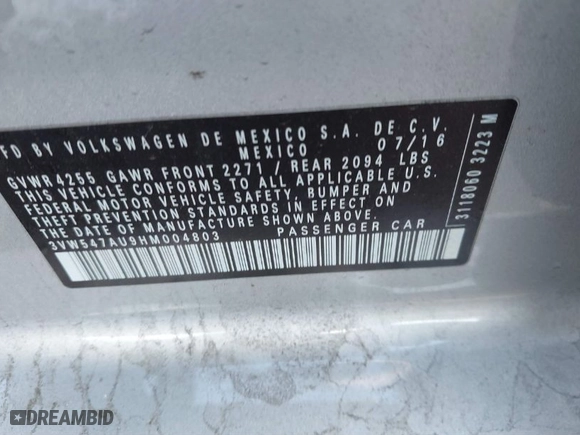 FD BY VOLKSWAGEN DE MEXICO S.A. DE C.V.
MEXICO 07/16
GVWR 4255 GAWR FRONT 2271 / REAR 2094 LBS
THIS VEHICLE CONFORMS TO ALL APPLICABLE U.S.
FEDERAL MOTOR VEHICLE SAFETY, BUMPER AND
THEFT PREVENTION STANDARDS IN EFFECT ON
THE DATE OF MANUFACTURE SHOWN ABOVE.
3VW547AU9HM004803 PASSENGER CAR
3118060 3223 M
DREAMBID